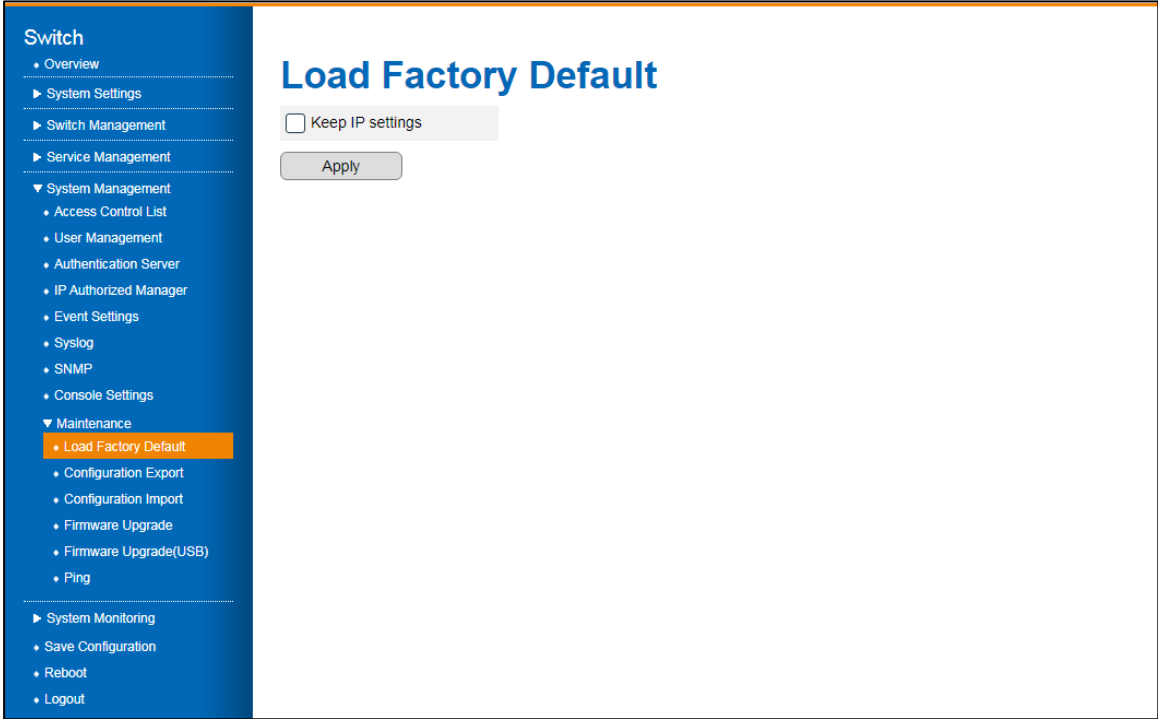 Switch
Overview
System Settings
Switch Management
Service Management
System Management
Access Control List
User Management
Authentication Server
IP Authorized Manager
Event Settings
Syslog
SNMP
Console Settings
Maintenance
Load Factory Default
Configuration Export
Configuration Import
Firmware Upgrade
Firmware Upgrade(USB)
Ping
System Monitoring
Save Configuration
Reboot
Logout
Load Factory Default
Keep IP settings
Apply